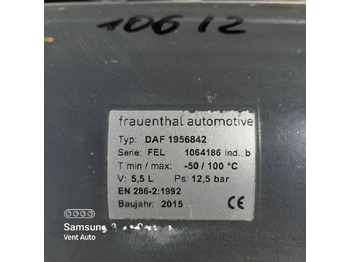 10612
frauenthal automotive
Typ: DAF 1956842
Serie: FEL 1064186 Ind.: b
T min / max: -50 / 100 °C
V: 5,5 L Ps: 12,5 bar
EN 286-2:1992
Baujahr: 2015 CE
Samsung
Vent Auto